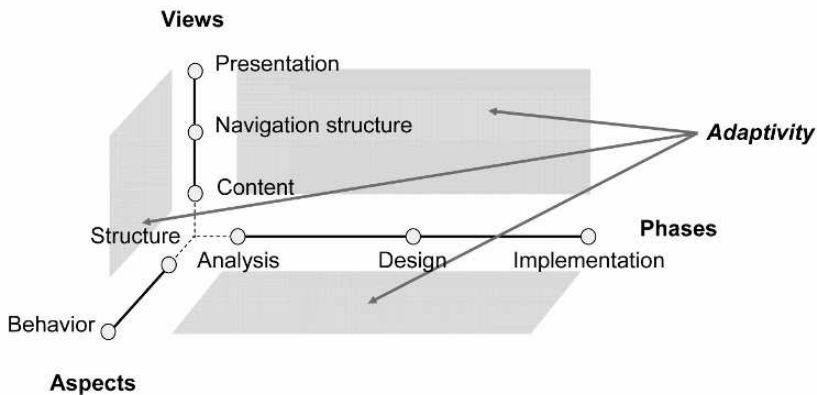 Views
Presentation
Navigation structure
Adaptivity
Content
Structure
Phases
Analysis
Design
Implementation
Behavior
Aspects